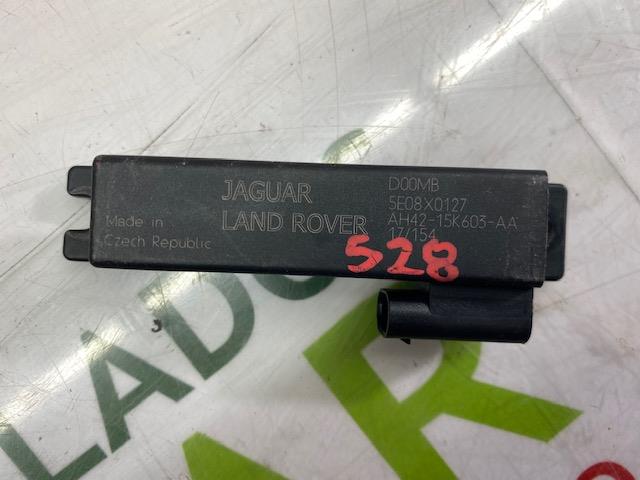 JAGUAR
LAND ROVER
Made in
Czech Republic
D00MB
5E08X0127
AH42-15K603-AA
17/154
528